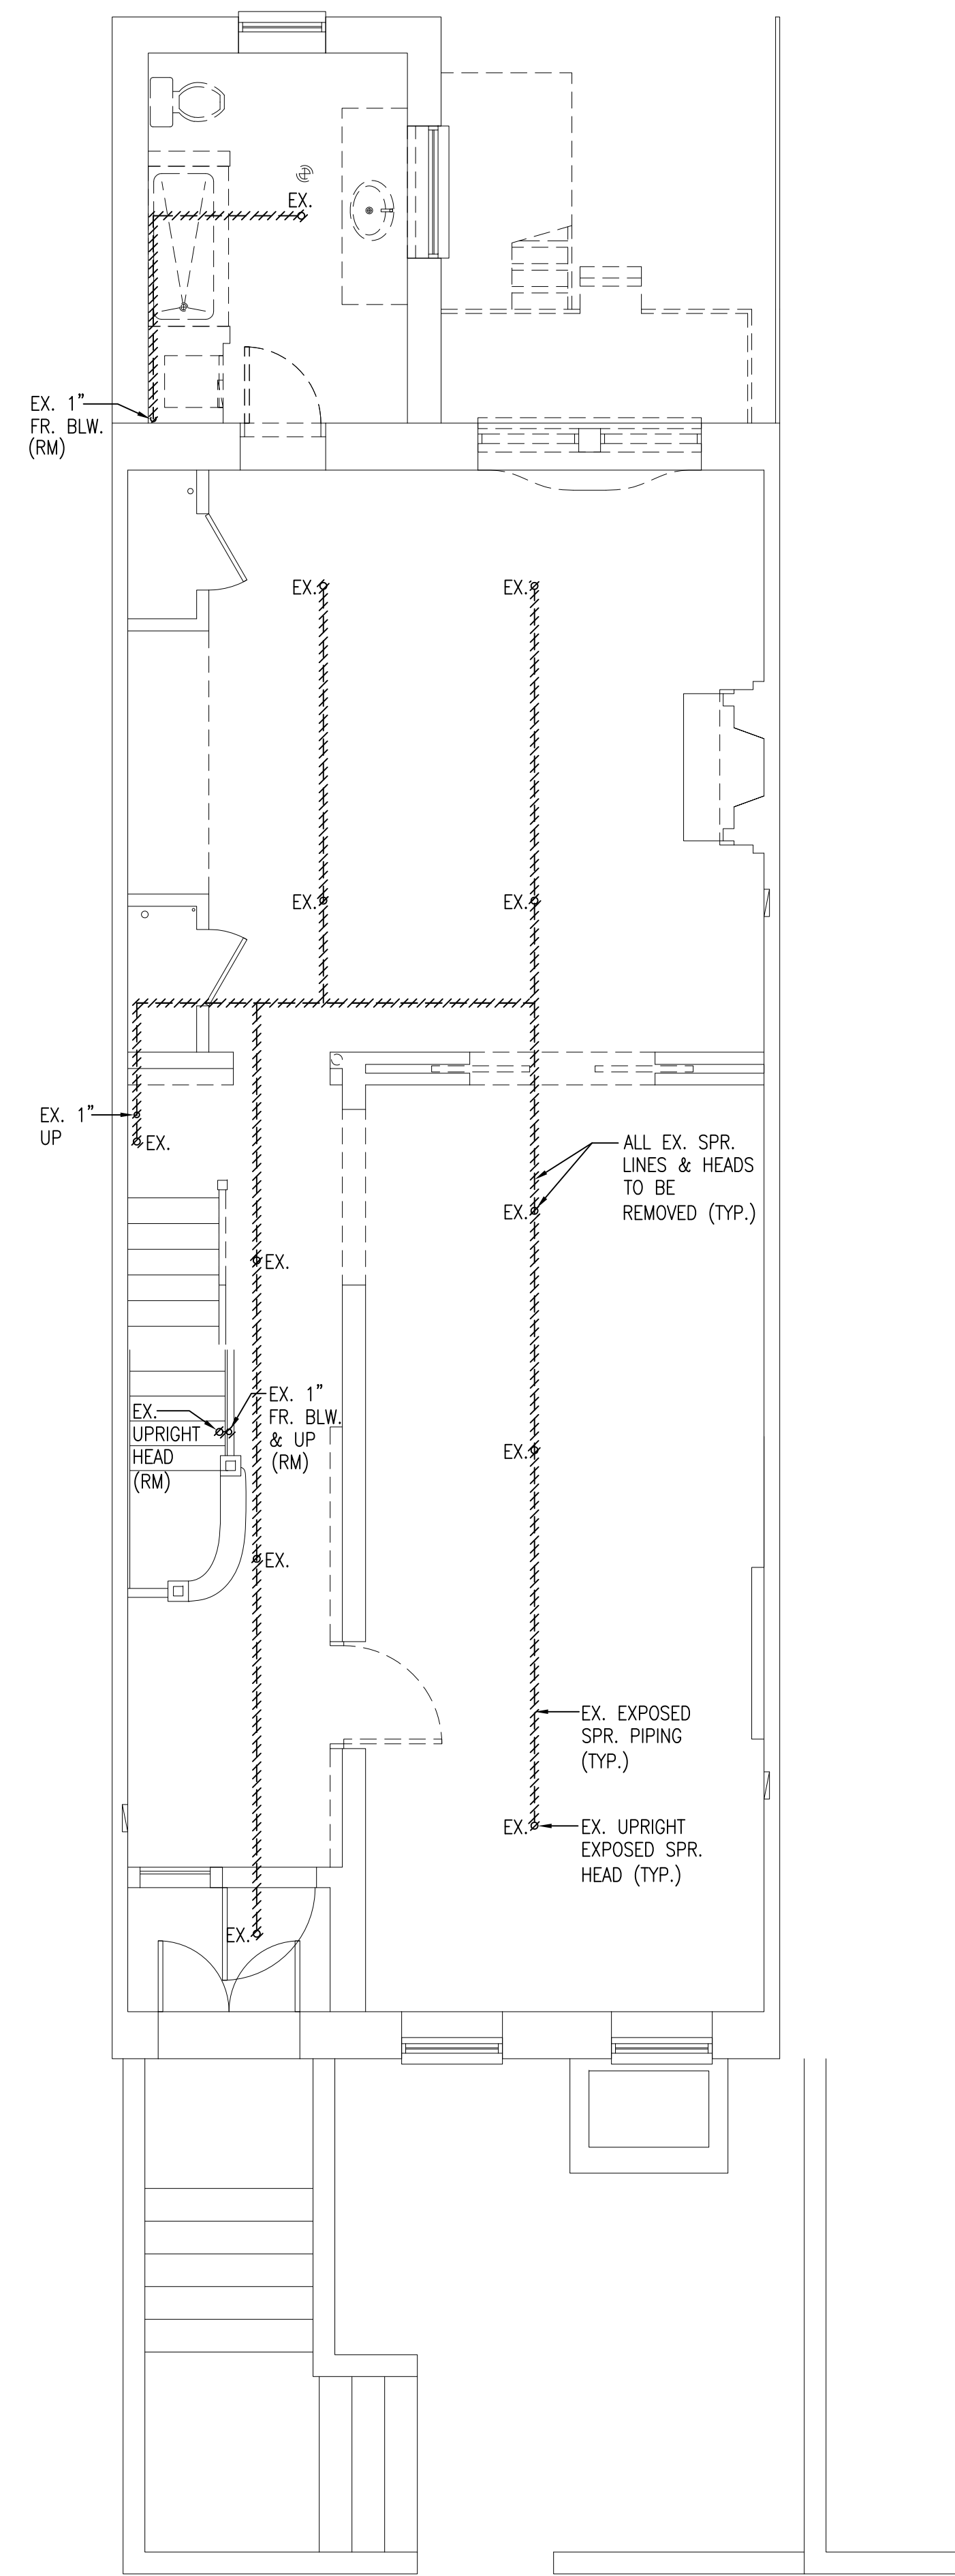 EX.
EX. 1"
FR. BLW.
(RM)
EX.
EX.
EX.
EX.
EX. 1"
UP
EX.
ALL EX. SPR.
LINES & HEADS
TO BE
REMOVED (TYP.)
EX.
EX.
EX.
UPRIGHT
HEAD
(RM)
EX. 1"
FR. BLW.
& UP
(RM)
EX.
EX.
EX. EXPOSED
SPR. PIPING
(TYP.)
EX.
EX. UPRIGHT
EXPOSED SPR.
HEAD (TYP.)
EX.